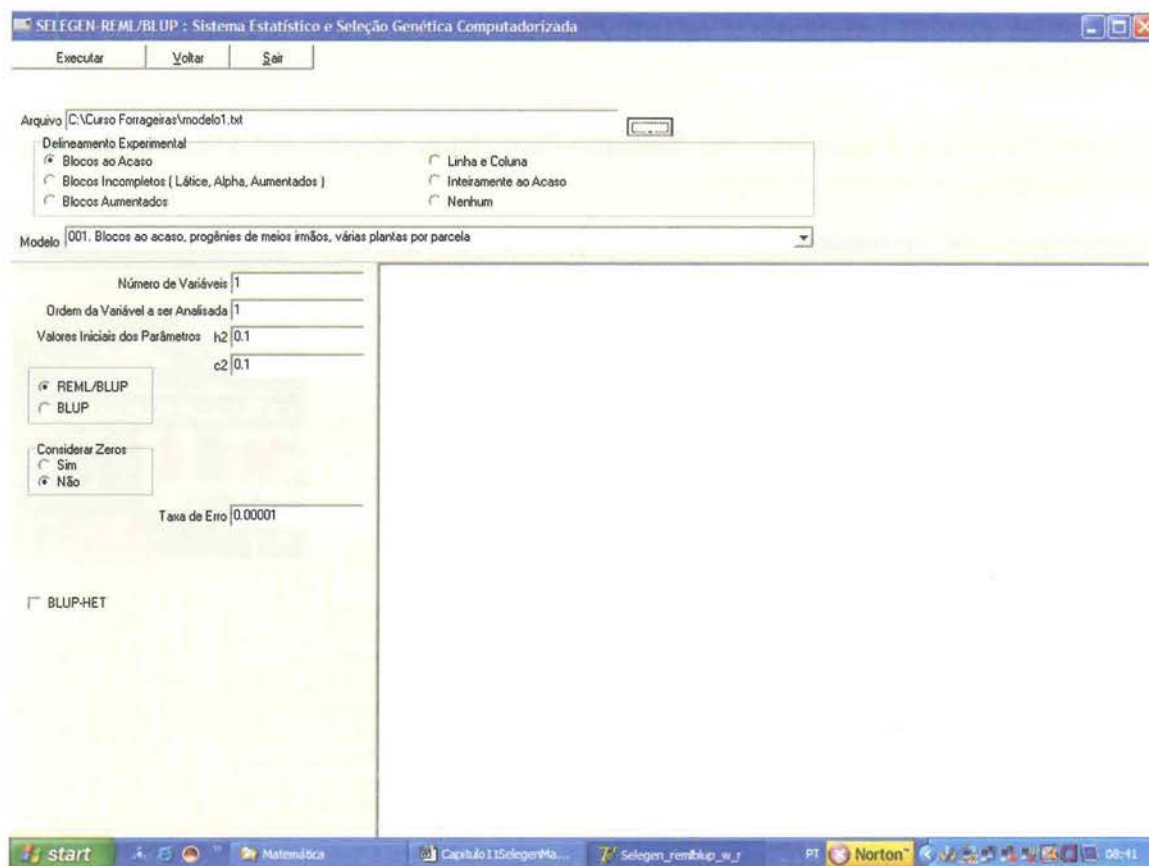 SELEGEN-REML/BLUP : Sistema Estatístico e Seleção Genética Computadorizada
Executar Voltar Sair
Arquivo C:\Curso Forrageiras\modelo1.txt
Delineamento Experimental
Blocos ao Acaso Linha e Coluna
Blocos Incompletos ( Látice, Alpha, Aumentados ) Inteiramente ao Acaso
Blocos Aumentados Nenhum
Modelo 001. Blocos ao acaso, progênies de meios irmãos, várias plantas por parcela
Número de Variáveis 1
Ordem da Variável a ser Analisada 1
Valores Iniciais dos Parâmetros h2 0.1
c2 0.1
REML/BLUP
BLUP
Considerar Zeros
Sim
Não
Taxa de Erro 0.00001
BLUP-HET
start Matemática Capitulo11SelegenMa... Selegen_remlblup_w_r PT Norton™ 08:41